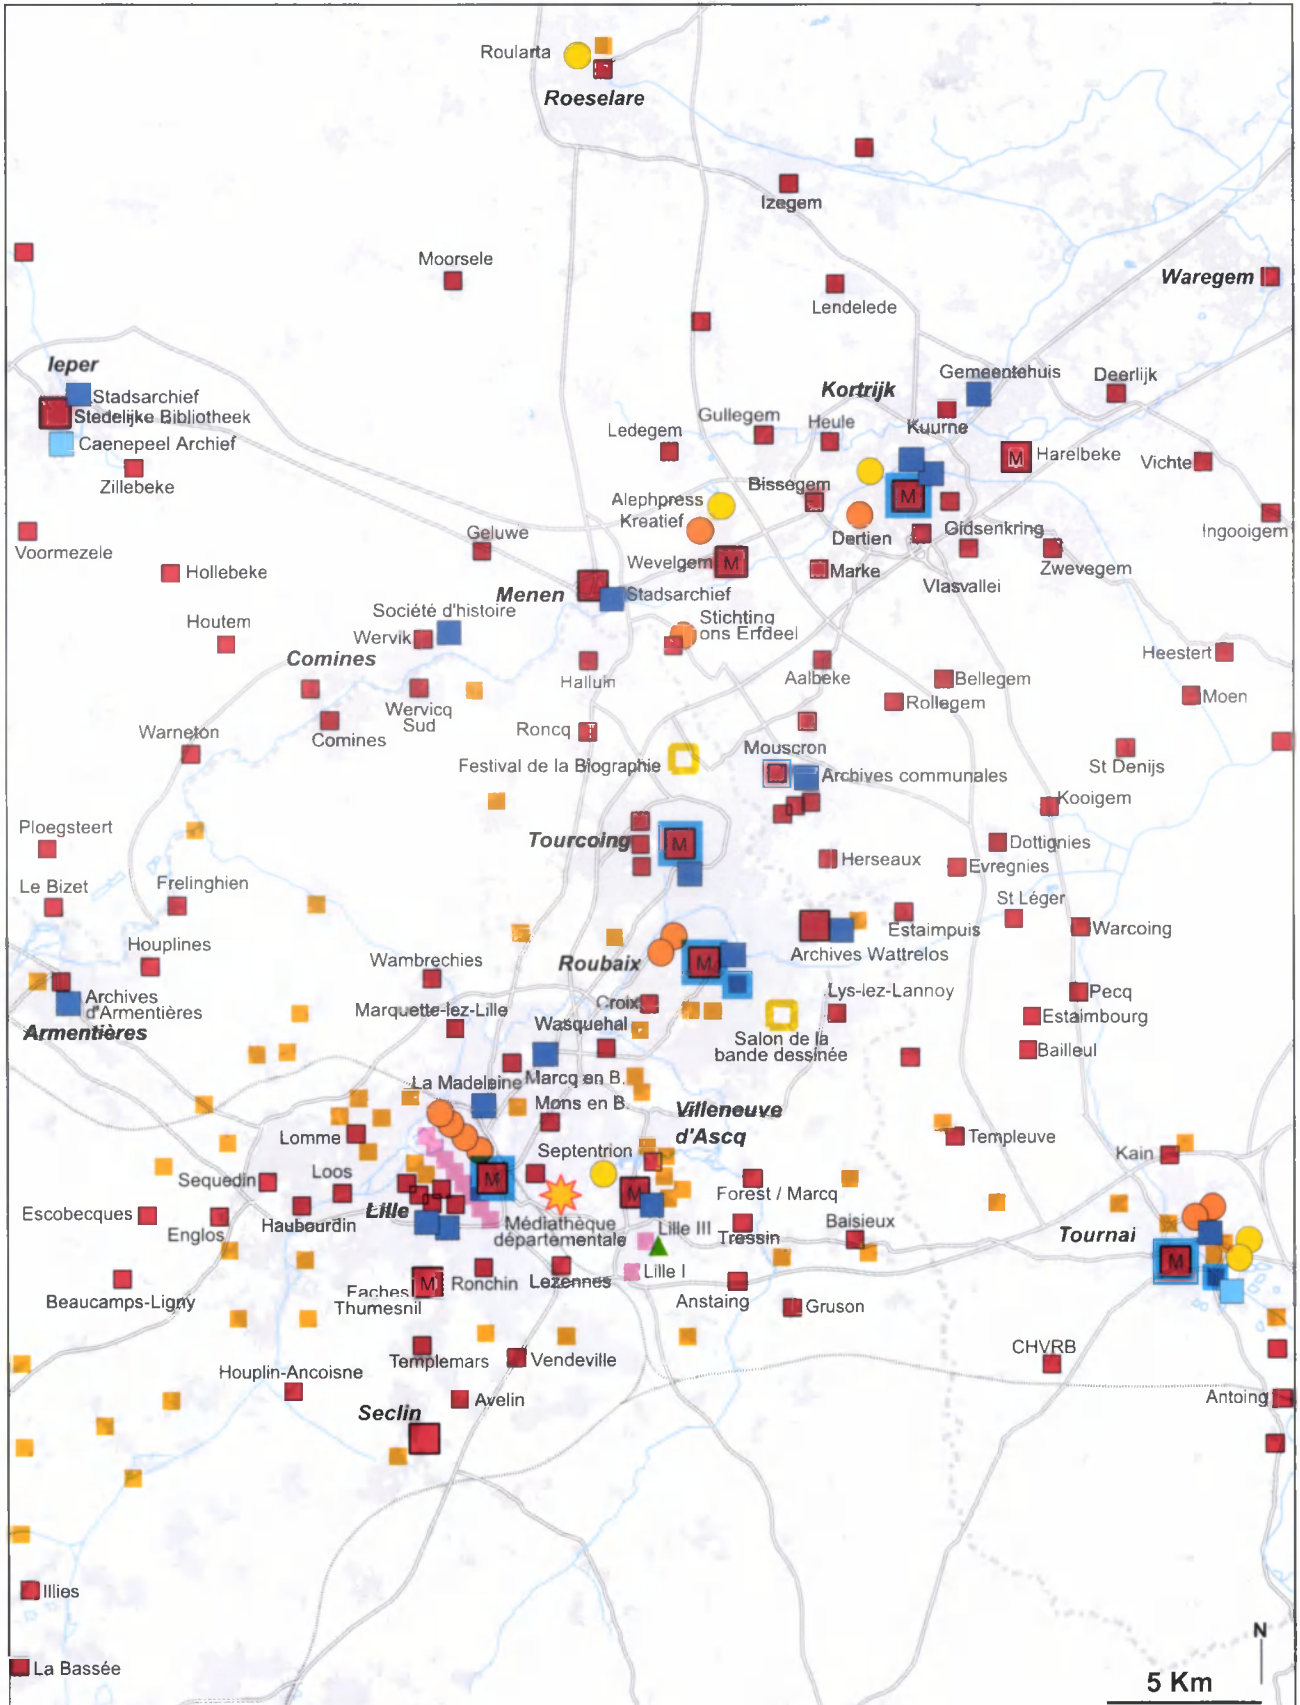 Roularta
Roeselare
Izegem
Moorsele
Waregem
Lendelede
Ieper
Stadsarchief
Stedelijke Bibliotheek
Caenepeel Archief
Zillebeke
Kortrijk
Gemeentehuis
Deerlijk
Gullegem
Heule
Kuurne
Ledegem
M
Harelbeke
Vichte
Bissegem
Alephpress
Kreatief
M
Dertien
Gidsenkring
Ingooigem
Voormezele
Geluwe
Wevelgem
M
Marke
Vlasvallei
Zwevegem
Hollebeke
Menen
Stadsarchief
Société d'histoire
Stichting
ons Erfdeel
Houtem
Wervik
Comines
Halluin
Aalbeke
Bellegem
Heestert
Wervicq
Sud
Rollegem
Moen
Comines
Roncq
Warneton
Festival de la Biographie
Mouscron
Archives communales
St Denijs
Kooigem
Ploegsteert
Tourcoing
M
Dottignies
Herseaux
Evregnies
Le Bizet
Frelinghien
St Léger
Estaimpuis
Warcoing
Houplines
Archives Wattrelos
Roubaix
M
Wambrechies
Archives
d'Armentières
Armentières
Marquette-lez-Lille
Croix
Lys-lez-Lannoy
Pecq
Estaimbourg
Wasquehal
Salon de la
bande dessinée
Bailleul
La Madeleine
Marcq en B.
Mons en B.
Villeneuve
d'Ascq
Lomme
Templeuve
Septentrion
Kain
Sequedin
Loos
M
M
Forest / Marcq
Escobecques
Englos
Haubourdin
Lille
Médiathèque
départementale
Lille III
Tressin
Baisieux
Tournai
M
Lille I
Beaucamps-Ligny
Faches
Thumesnil
M
Ronchin
Lezennes
Anstaing
Gruson
Templemars
Vendeville
CHVRB
Houplin-Ancoisne
Avelin
Antoing
Seclin
Illies
La Bassée
N
5 Km